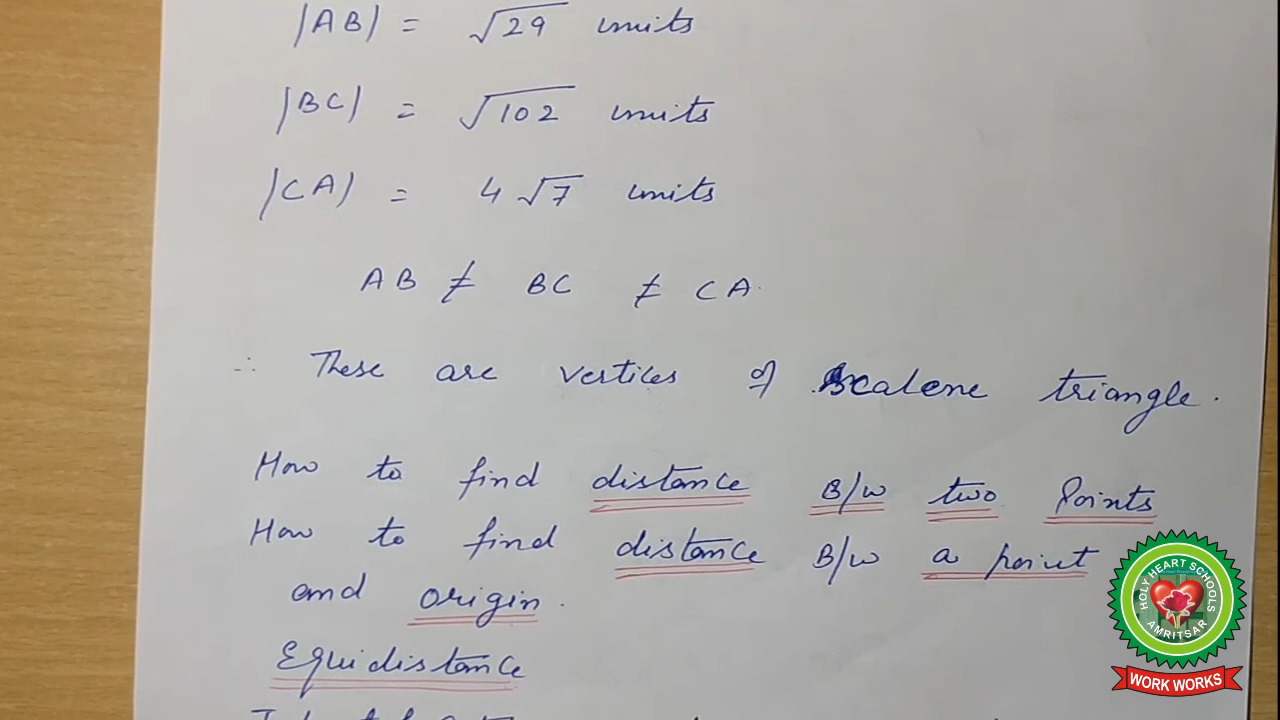 |AB| = √29 units
|BC| = √102 units
|CA| = 4√7 units
AB ≠ BC ≠ CA.
∴ These are vertices of Scalene triangle.
How to find distance B/w two Points
How to find distance B/w a point
and origin.
Equidistance
HOLY HEART SCHOOLS
AMRITSAR
WORK WORKS